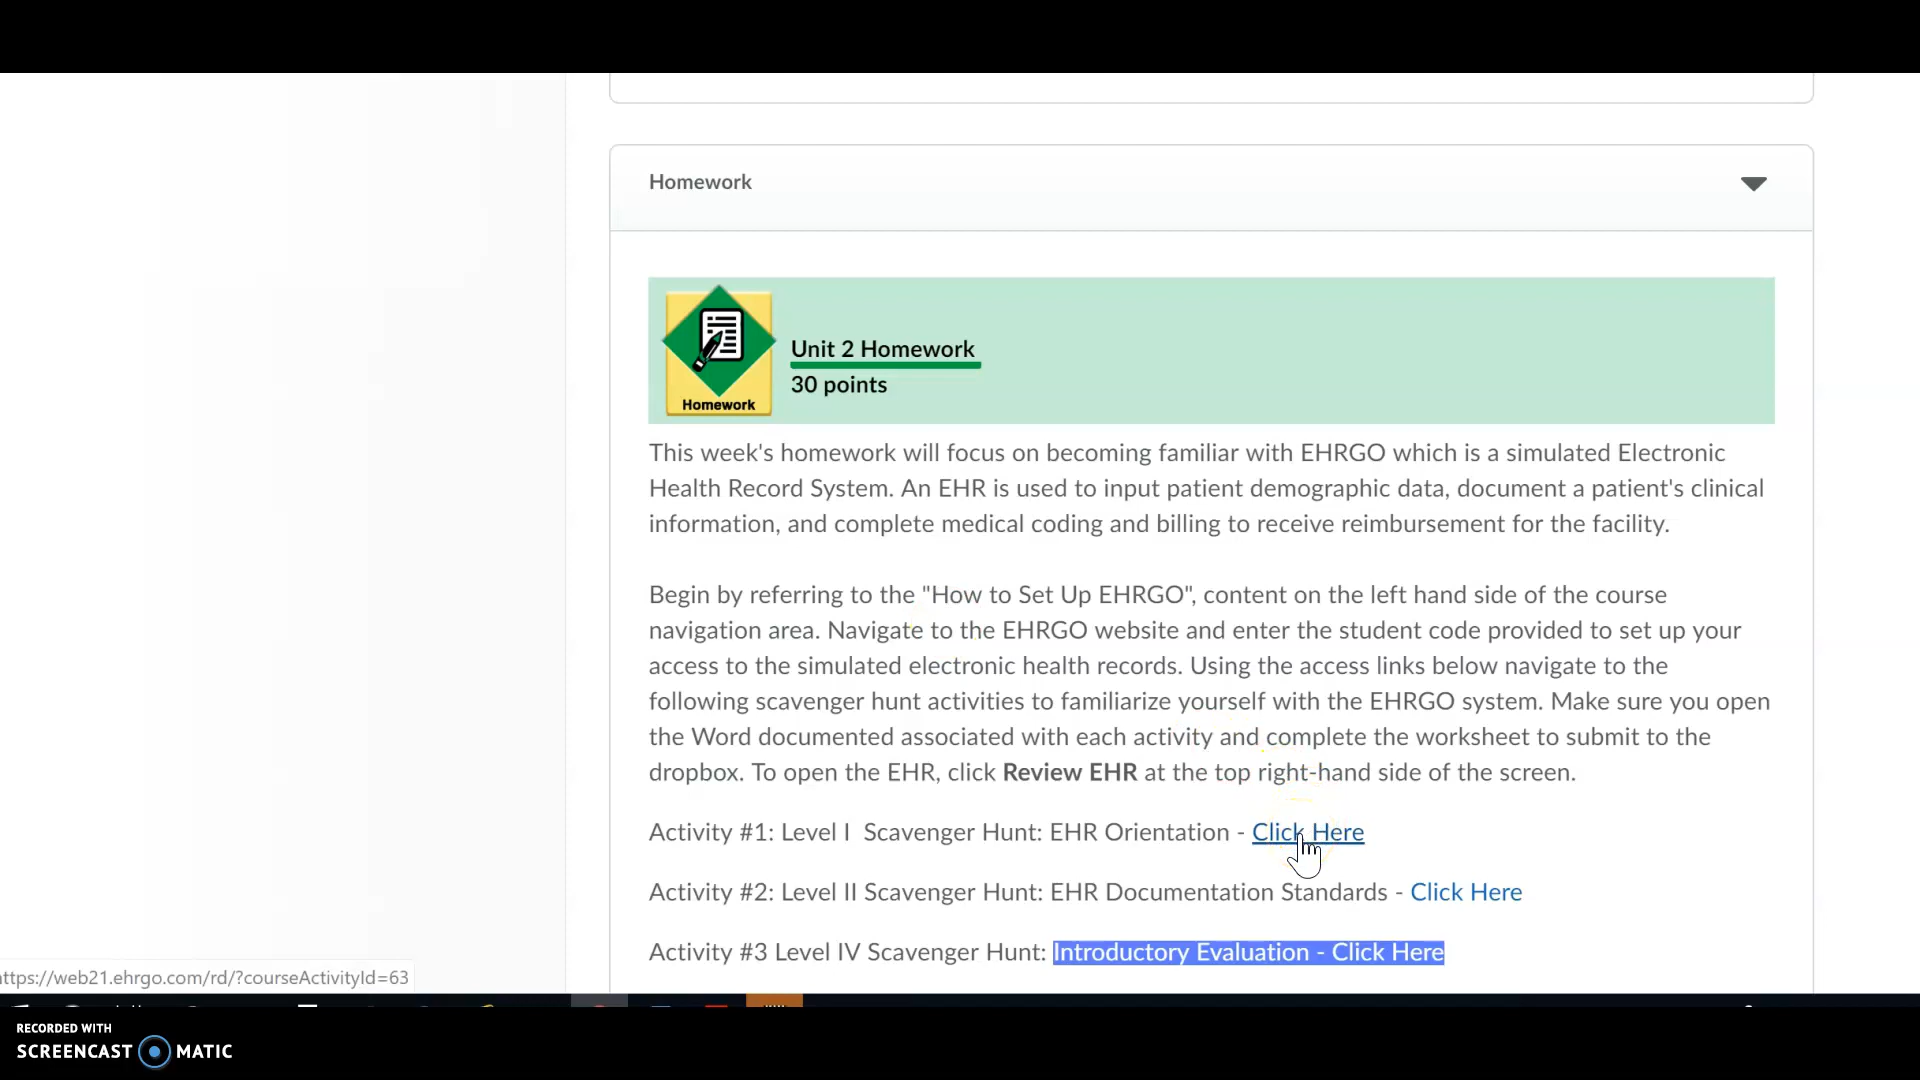 Homework
Homework
Unit 2 Homework
30 points
This week's homework will focus on becoming familiar with EHRGO which is a simulated Electronic
Health Record System. An EHR is used to input patient demographic data, document a patient's clinical
information, and complete medical coding and billing to receive reimbursement for the facility.
Begin by referring to the "How to Set Up EHRGO", content on the left hand side of the course
navigation area. Navigate to the EHRGO website and enter the student code provided to set up your
access to the simulated electronic health records. Using the access links below navigate to the
following scavenger hunt activities to familiarize yourself with the EHRGO system. Make sure you open
the Word documented associated with each activity and complete the worksheet to submit to the
dropbox. To open the EHR, click Review EHR at the top right-hand side of the screen.
Activity #1: Level I  Scavenger Hunt: EHR Orientation - Click Here
Activity #2: Level II Scavenger Hunt: EHR Documentation Standards - Click Here
Activity #3 Level IV Scavenger Hunt: Introductory Evaluation - Click Here
ttps://web21.ehrgo.com/rd/?courseActivityId=63
RECORDED WITH
SCREENCAST MATIC